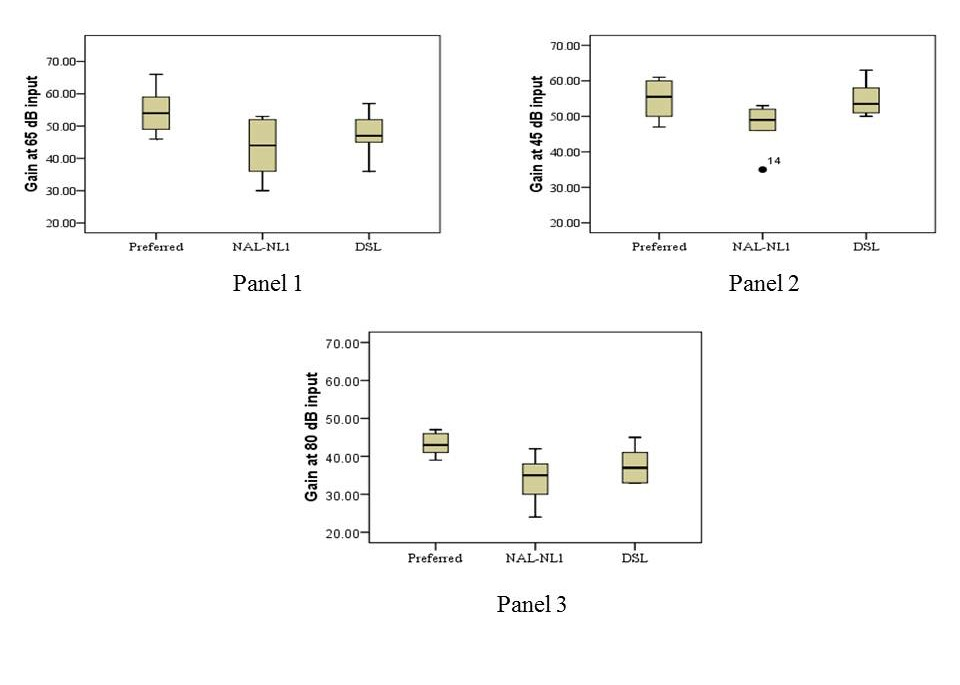 Gain at 65 dB input
70.00
60.00
50.00
40.00
30.00
20.00
Preferred NAL-NL1 DSL
Panel 1
Gain at 45 dB input
70.00
60.00
50.00
40.00
30.00
20.00
14
Preferred NAL-NL1 DSL
Panel 2
Gain at 80 dB input
70.00
60.00
50.00
40.00
30.00
20.00
Preferred NAL-NL1 DSL
Panel 3